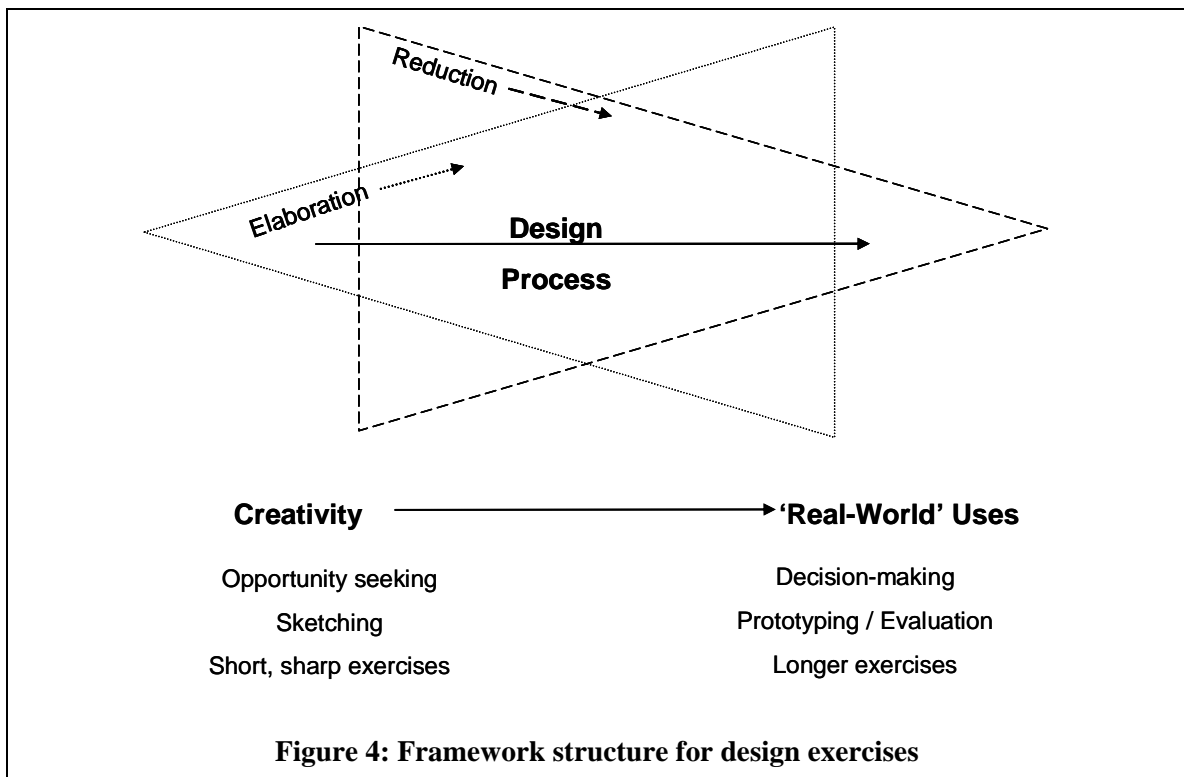 Reduction
Elaboration
Design
Process
Creativity
‘Real-World’ Uses
Opportunity seeking
Decision-making
Sketching
Prototyping / Evaluation
Short, sharp exercises
Longer exercises
Figure 4: Framework structure for design exercises